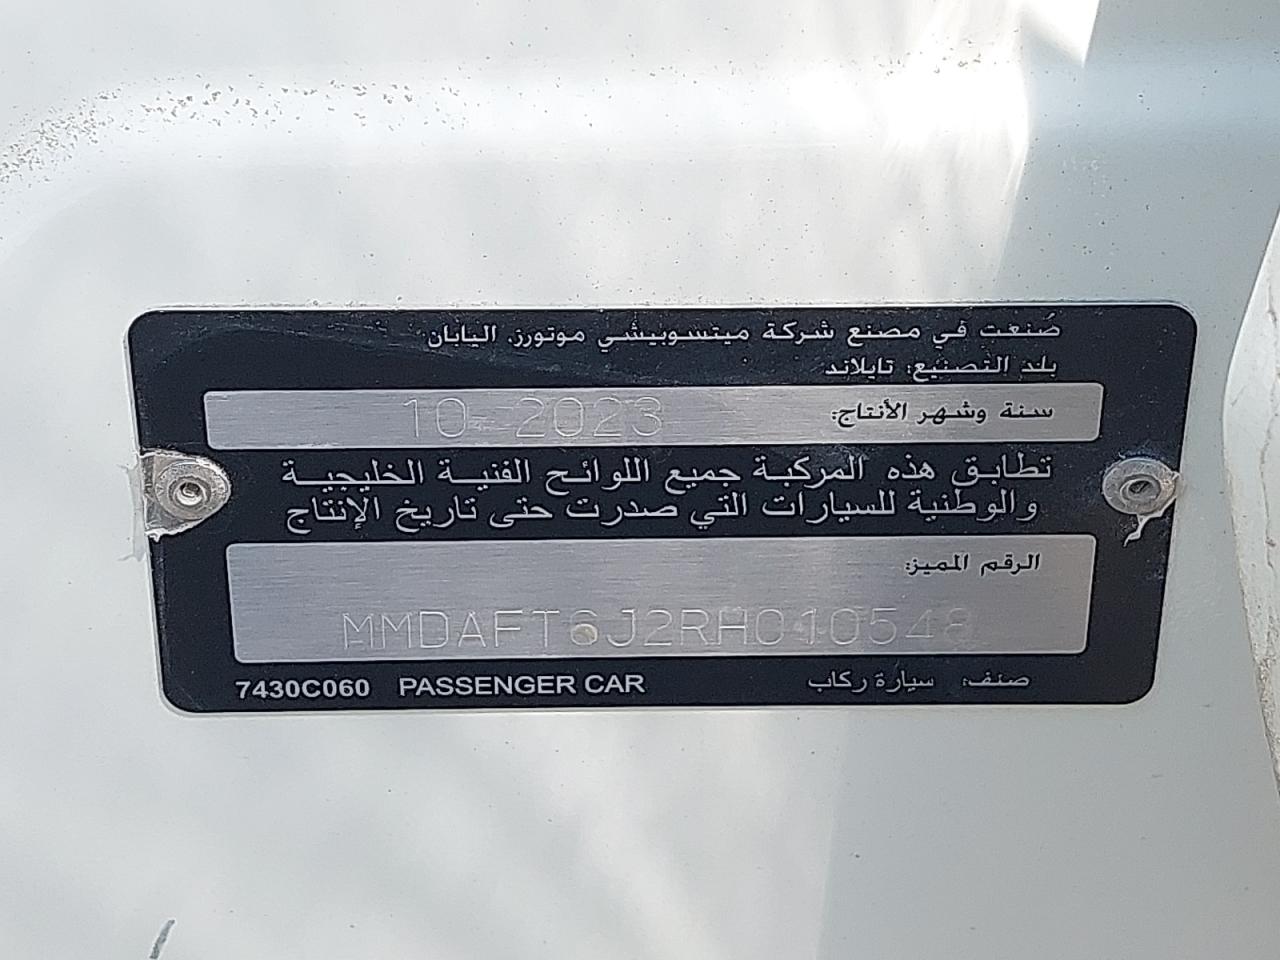 صُنعت في مصنع شركة ميتسوبيشي موتورز. اليابان
بلد التصنيع: تايلاند
سنة وشهر الأنتاج: 10- 2023
تطابق هذه المركبة جميع اللوائح الفنية الخليجية
والوطنية للسيارات التي صدرت حتى تاريخ الإنتاج
الرقم المميز:
MMDAFT6J2RH010548
صنف: سيارة ركاب PASSENGER CAR 7430C060